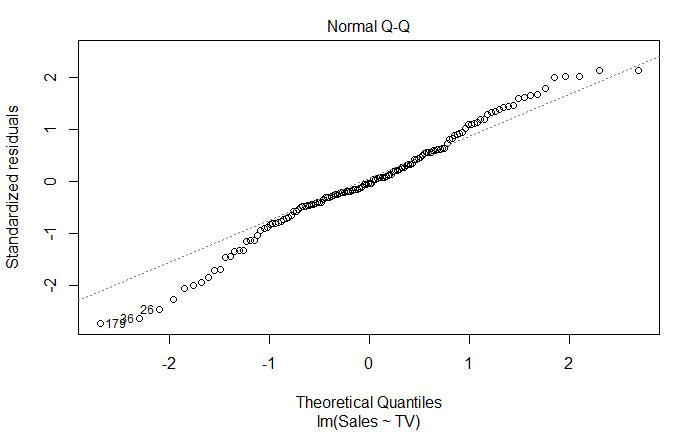 Normal Q-Q
Standardized residuals
2
1
0
-1
-2
26
36
179
-2 -1 0 1 2
Theoretical Quantiles
lm(Sales ~ TV)